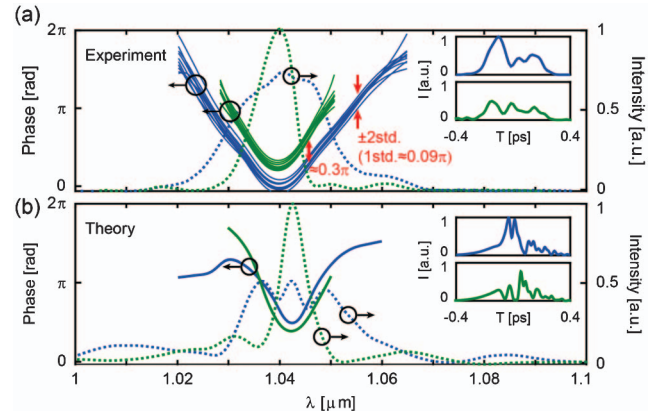 (a)
2π
π
0
Phase [rad]
Experiment
1
0.5
0
Intensity [a.u.]
1
0
1
0
I [a.u.]
-0.4
T [ps]
0.4
±2std.
(1std.≈0.09π)
≈0.3π
(b)
2π
π
0
Phase [rad]
Theory
1
0.5
0
Intensity [a.u.]
1
0
1
0
I [a.u.]
-0.4
T [ps]
0.4
1
1.02
1.04
1.06
1.08
1.1
λ [μm]